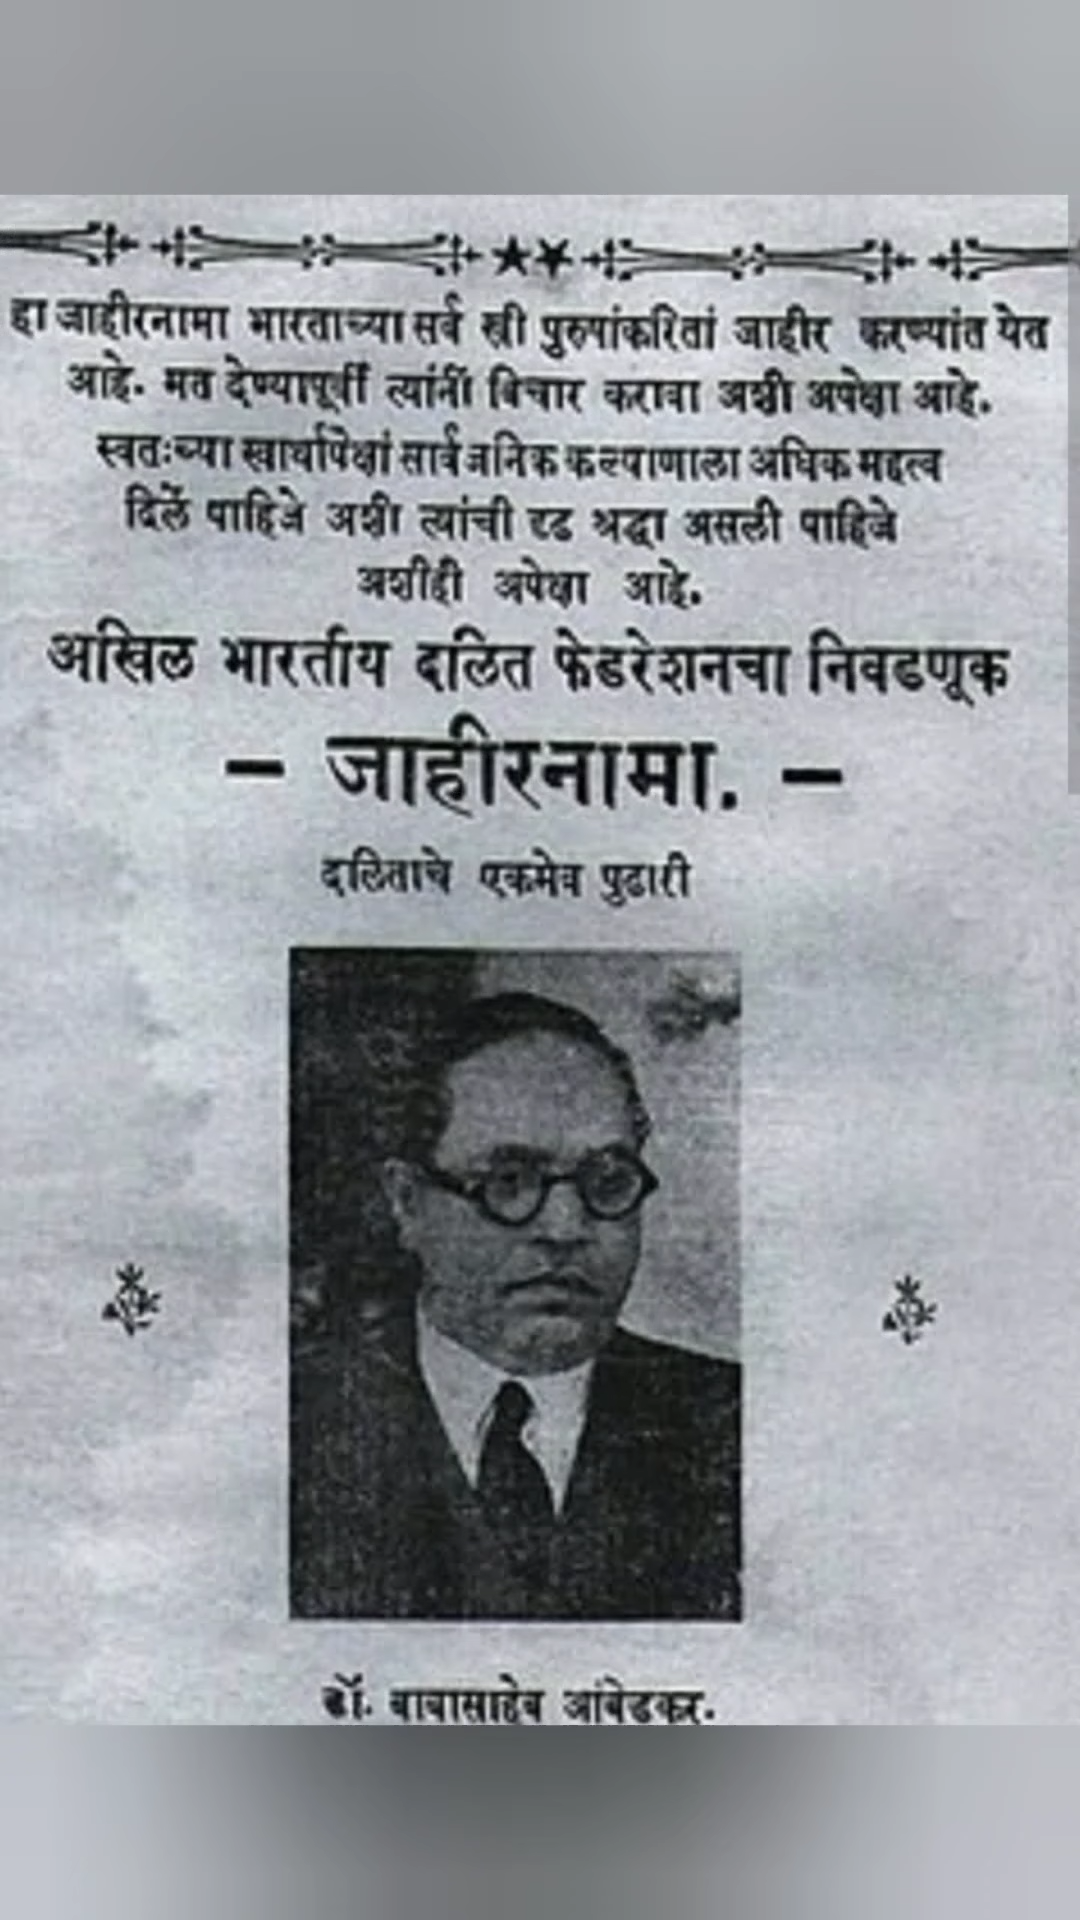 हा जाहीरनामा भारताच्या सर्व स्त्री पुरुषांकरितां जाहीर करण्यांत येत
आहे. मत देण्यापूर्वी त्यांनीं विचार करावा अशी अपेक्षा आहे.
स्वतःच्या स्वार्थापेक्षां सार्वजनिक कल्याणाला अधिक महत्व
दिलें पाहिजे अशी त्यांची दृढ श्रद्धा असली पाहिजे
अशीही अपेक्षा आहे.
अखिल भारतीय दलित फेडरेशनचा निवडणूक
– जाहीरनामा. –
दलिताचे एकमेव पुढारी
डॉ. बाबासाहेब आंबेडकर.